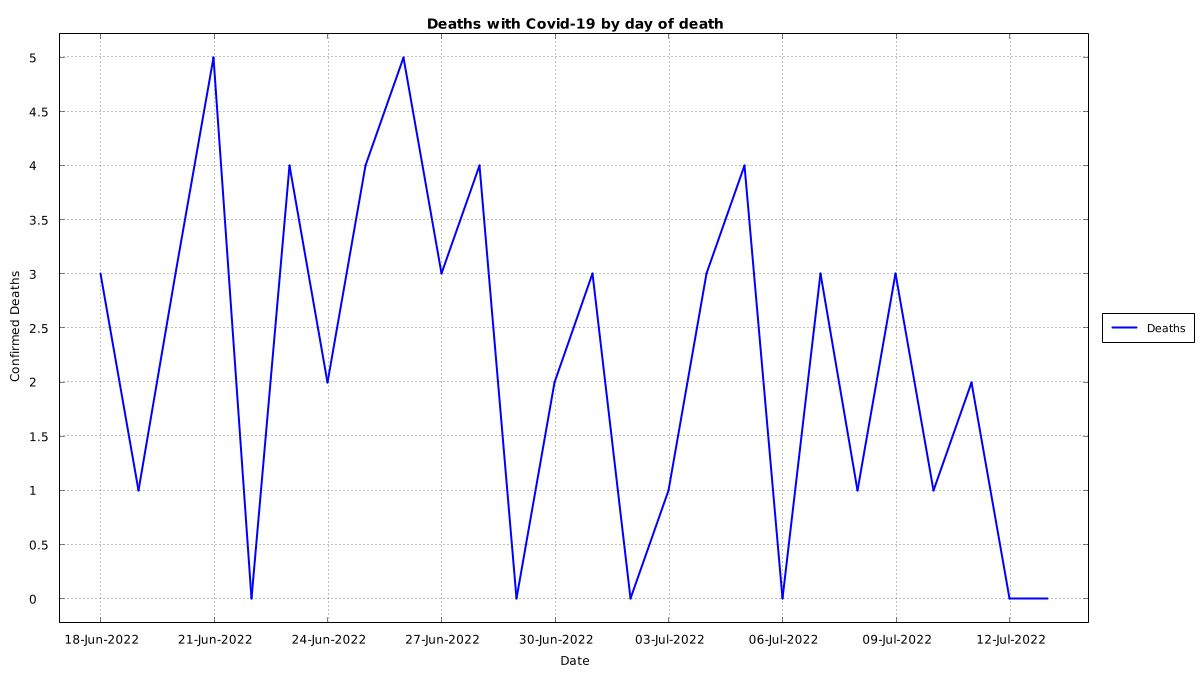 Deaths with Covid-19 by day of death
5
4.5
4
3.5
3
2.5
2
1.5
1
0.5
0
Confirmed Deaths
18-Jun-2022 21-Jun-2022 24-Jun-2022 27-Jun-2022 30-Jun-2022 03-Jul-2022 06-Jul-2022 09-Jul-2022 12-Jul-2022
Date
Deaths